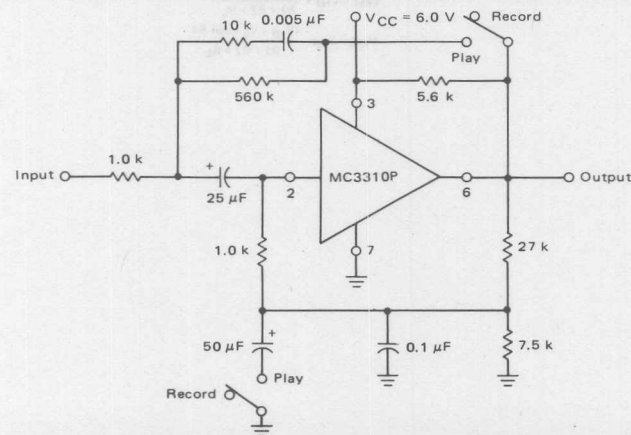 10 k
0.005 µF
VCC = 6.0 V
Record
Play
560 k
5.6 k
3
Input
1.0 k
+
25 µF
2
MC3310P
6
Output
7
1.0 k
27 k
50 µF
+
0.1 µF
7.5 k
Play
Record